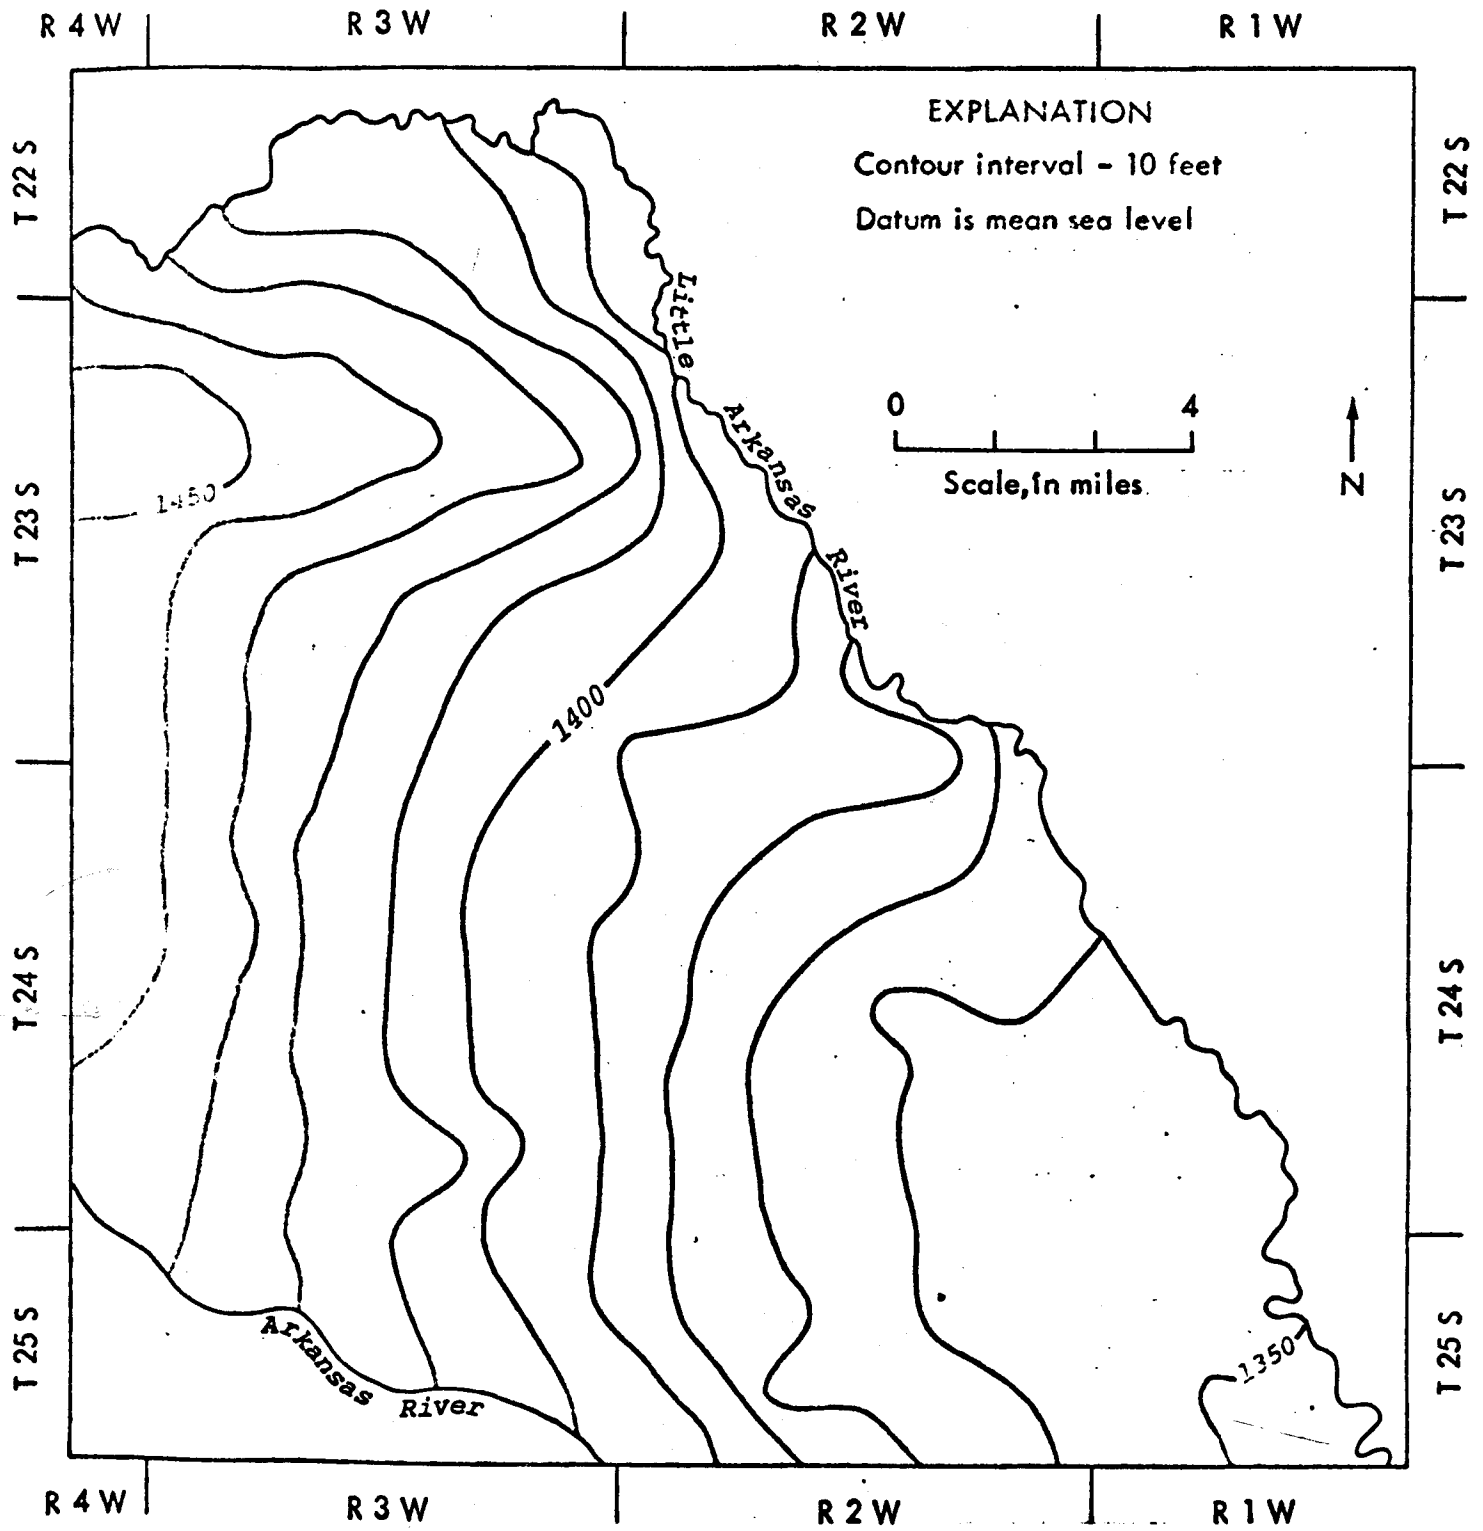 R 4 W
R 3 W
R 2 W
R 1 W
EXPLANATION
Contour interval - 10 feet
Datum is mean sea level
T 22 S
T 22 S
Little
Arkansas
River
0
4
Scale, in miles
N
1450
T 23 S
T 23 S
1400
T 24 S
T 24 S
T 25 S
T 25 S
Arkansas
River
1350
R 4 W
R 3 W
R 2 W
R 1 W